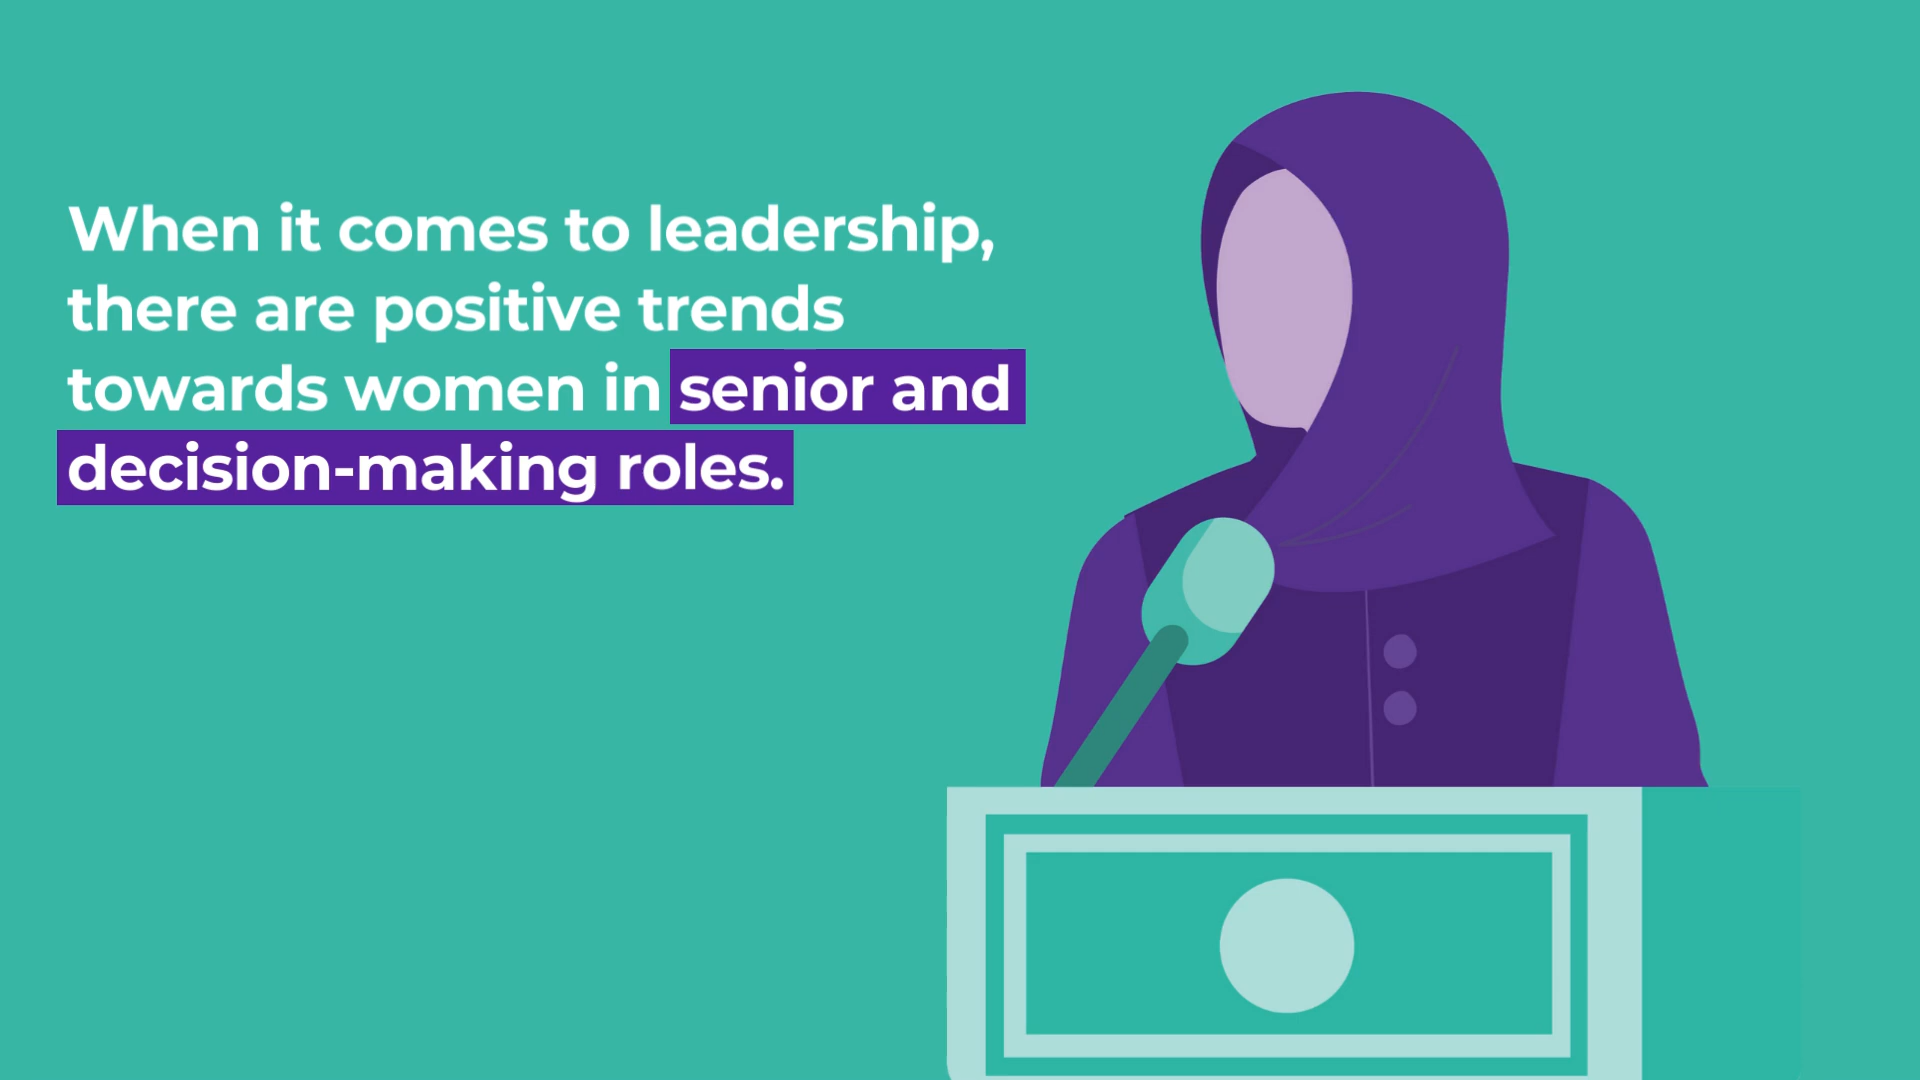 When it comes to leadership,
there are positive trends
towards women in senior and
decision-making roles.